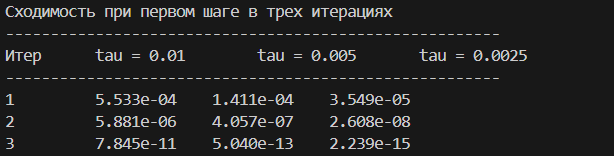 Сходимость при первом шаге в трех итерациях
-------------------------------------------------------
Итер tau = 0.01 tau = 0.005 tau = 0.0025
-------------------------------------------------------
1 5.533e-04 1.411e-04 3.549e-05
2 5.881e-06 4.057e-07 2.608e-08
3 7.845e-11 5.040e-13 2.239e-15